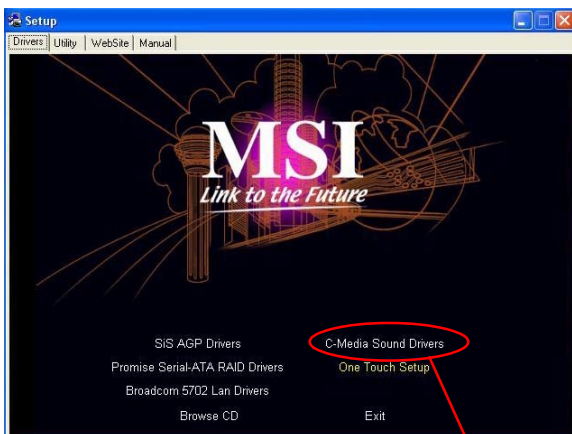 Setup
Drivers Utility WebSite Manual
MSI
Link to the Future
SiS AGP Drivers C-Media Sound Drivers
Promise Serial-ATA RAID Drivers One Touch Setup
Broadcom 5702 Lan Drivers
Browse CD Exit